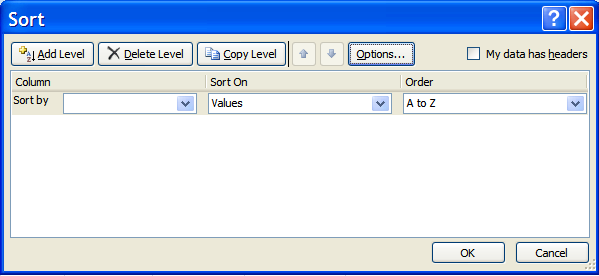 Sort
Add Level Delete Level Copy Level Options... My data has headers
Column Sort On Order
Sort by Values A to Z
OK Cancel